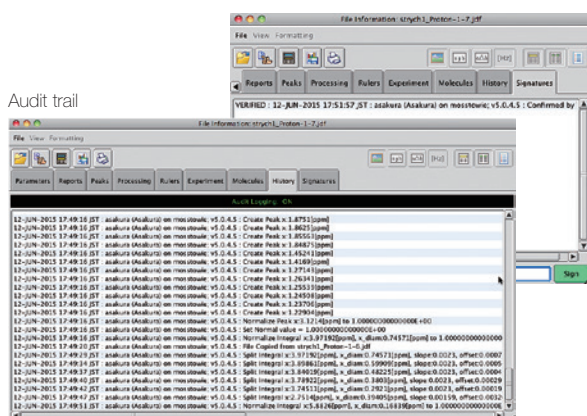 File Information: strych1_Proton-1-7.jdf
File View Formatting
Reports Peaks Processing Rulers Experiment Molecules History Signatures
VERIFIED : 12-JUN-2015 17:51:57 JST : asakura (Asakura) on mosstowie; v5.0.4.5 : Confirmed by
Sign
Audit trail
File Information: strych1_Proton-1-7.jdf
File View Formatting
Parameters Reports Peaks Processing Rulers Experiment Molecules History Signatures
Audit Logging: ON
12-JUN-2015 17:49:16 JST : asakura (Asakura) on mosstowie; v5.0.4.5 : Create Peak x:1.8751[ppm]
12-JUN-2015 17:49:16 JST : asakura (Asakura) on mosstowie; v5.0.4.5 : Create Peak x:1.8625[ppm]
12-JUN-2015 17:49:16 JST : asakura (Asakura) on mosstowie; v5.0.4.5 : Create Peak x:1.85563[ppm]
12-JUN-2015 17:49:16 JST : asakura (Asakura) on mosstowie; v5.0.4.5 : Create Peak x:1.84875[ppm]
12-JUN-2015 17:49:16 JST : asakura (Asakura) on mosstowie; v5.0.4.5 : Create Peak x:1.45241[ppm]
12-JUN-2015 17:49:16 JST : asakura (Asakura) on mosstowie; v5.0.4.5 : Create Peak x:1.4169[ppm]
12-JUN-2015 17:49:16 JST : asakura (Asakura) on mosstowie; v5.0.4.5 : Create Peak x:1.2714[ppm]
12-JUN-2015 17:49:16 JST : asakura (Asakura) on mosstowie; v5.0.4.5 : Create Peak x:1.26341[ppm]
12-JUN-2015 17:49:16 JST : asakura (Asakura) on mosstowie; v5.0.4.5 : Create Peak x:1.25533[ppm]
12-JUN-2015 17:49:16 JST : asakura (Asakura) on mosstowie; v5.0.4.5 : Create Peak x:1.24508[ppm]
12-JUN-2015 17:49:16 JST : asakura (Asakura) on mosstowie; v5.0.4.5 : Create Peak x:1.23706[ppm]
12-JUN-2015 17:49:16 JST : asakura (Asakura) on mosstowie; v5.0.4.5 : Create Peak x:1.22904[ppm]
12-JUN-2015 17:49:16 JST : asakura (Asakura) on mosstowie; v5.0.4.5 : Normalize Peak x:3.1214[ppm] to 1.00000000000000E+00
12-JUN-2015 17:49:16 JST : asakura (Asakura) on mosstowie; v5.0.4.5 : Set Normal value = 1.00000000000000E+00
12-JUN-2015 17:49:16 JST : asakura (Asakura) on mosstowie; v5.0.4.5 : Normalize Integral x:3.97192[ppm], x_diam:0.74571[ppm] to 1.0000000000000
12-JUN-2015 17:49:20 JST : asakura (Asakura) on mosstowie; v5.0.4.5 : File Copied from strych1_Proton-1-6.jdf
12-JUN-2015 17:49:29 JST : asakura (Asakura) on mosstowie; v5.0.4.5 : Split Integral x:3.97192[ppm], x_diam:0.74571[ppm], slope:0.0023, offset:0.0007
12-JUN-2015 17:49:34 JST : asakura (Asakura) on mosstowie; v5.0.4.5 : Split Integral x:3.89861[ppm], x_diam:0.59909[ppm], slope:0.0023, offset:0.0005
12-JUN-2015 17:49:37 JST : asakura (Asakura) on mosstowie; v5.0.4.5 : Split Integral x:3.84019[ppm], x_diam:0.48225[ppm], slope:0.0023, offset:0.0004
12-JUN-2015 17:49:40 JST : asakura (Asakura) on mosstowie; v5.0.4.5 : Split Integral x:3.78922[ppm], x_diam:0.3803[ppm], slope:0.0023, offset:0.00029
12-JUN-2015 17:49:42 JST : asakura (Asakura) on mosstowie; v5.0.4.5 : Split Integral x:3.74511[ppm], x_diam:0.2921[ppm], slope:0.0023, offset:0.00019
12-JUN-2015 17:49:49 JST : asakura (Asakura) on mosstowie; v5.0.4.5 : Split Integral x:2.7514[ppm], x_diam:0.4095[ppm], slope:0.00159, offset:0.0032
12-JUN-2015 17:49:51 JST : asakura (Asakura) on mosstowie; v5.0.4.5 : Normalize Integral x:5.8826[ppm], x_diam:0.16819[ppm] to 1.00000000000000E